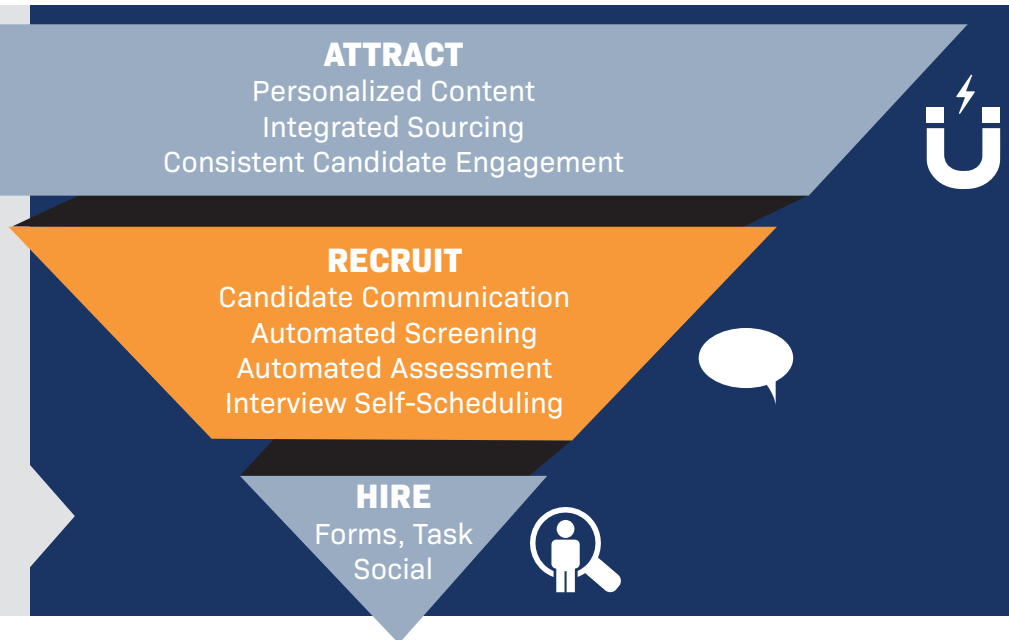 ATTRACT
Personalized Content
Integrated Sourcing
Consistent Candidate Engagement
RECRUIT
Candidate Communication
Automated Screening
Automated Assessment
Interview Self-Scheduling
HIRE
Forms, Task
Social